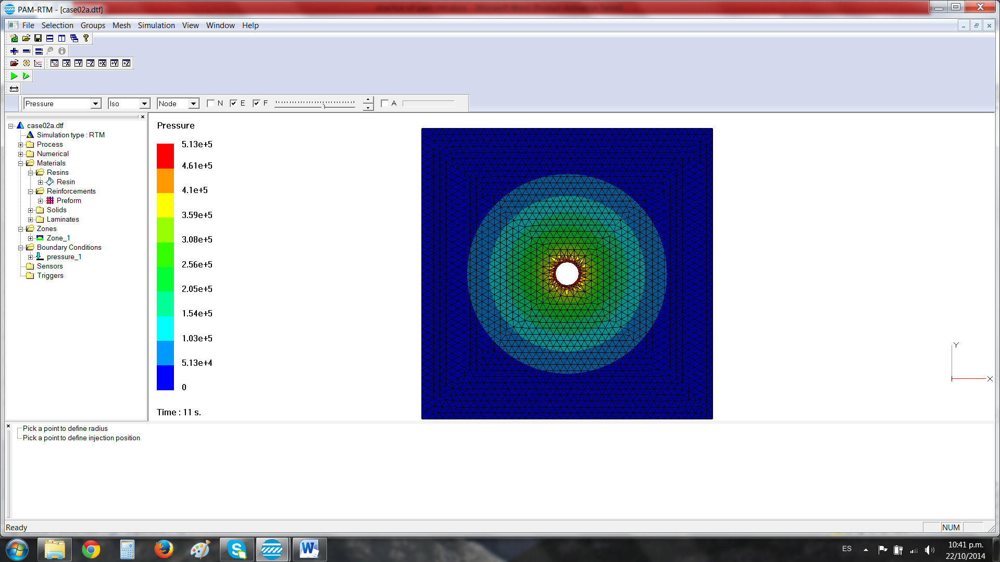 PAM-RTM - [case02a.dtf]
File Selection Groups Mesh Simulation View Window Help
-X -Y -Z +X +Y +Z
Pressure Iso Node N E F A
case02a.dtf
Simulation type : RTM
Process
Numerical
Materials
Resins
Resin
Reinforcements
Preform
Solids
Laminates
Zones
Zone_1
Boundary Conditions
pressure_1
Sensors
Triggers
Pressure
5.13e+5
4.61e+5
4.1e+5
3.59e+5
3.08e+5
2.56e+5
2.05e+5
1.54e+5
1.03e+5
5.13e+4
0
Time : 11 s.
Y
X
Pick a point to define radius
Pick a point to define injection position
Ready
NUM
ES
10:41 p.m.
22/10/2014